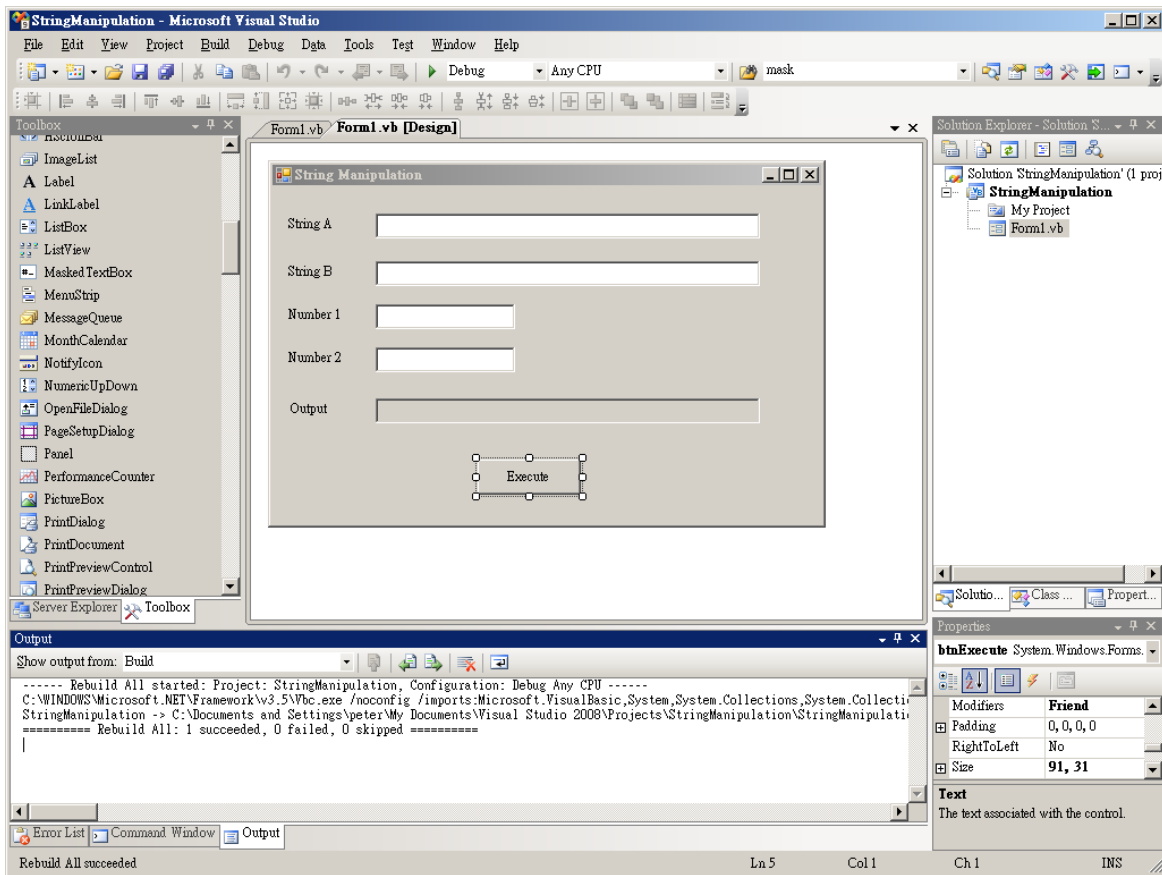 StringManipulation - Microsoft Visual Studio
File Edit View Project Build Debug Data Tools Test Window Help
Debug Any CPU mask
Toolbox
HScrollBar
ImageList
Label
LinkLabel
ListBox
ListView
MaskedTextBox
MenuStrip
MessageQueue
MonthCalendar
NotifyIcon
NumericUpDown
OpenFileDialog
PageSetupDialog
Panel
PerformanceCounter
PictureBox
PrintDialog
PrintDocument
PrintPreviewControl
PrintPreviewDialog
Server Explorer Toolbox
Form1.vb Form1.vb [Design]
String Manipulation
String A
String B
Number 1
Number 2
Output
Execute
Solution Explorer - Solution 'S...
Solution 'StringManipulation' (1 proj
StringManipulation
My Project
Form1.vb
Solutio... Class ... Propert...
Output
Show output from: Build
------ Rebuild All started: Project: StringManipulation, Configuration: Debug Any CPU ------
C:\WINDOWS\Microsoft.NET\Framework\v3.5\Vbc.exe /noconfig /imports:Microsoft.VisualBasic,System,System.Collections,System.Collecti
StringManipulation -> C:\Documents and Settings\peter\My Documents\Visual Studio 2008\Projects\StringManipulation\StringManipulati
========== Rebuild All: 1 succeeded, 0 failed, 0 skipped ==========
Error List Command Window Output
Properties
btnExecute System.Windows.Forms.
Modifiers Friend
Padding 0, 0, 0, 0
RightToLeft No
Size 91, 31
Text
The text associated with the control.
Rebuild All succeeded Ln 5 Col 1 Ch 1 INS